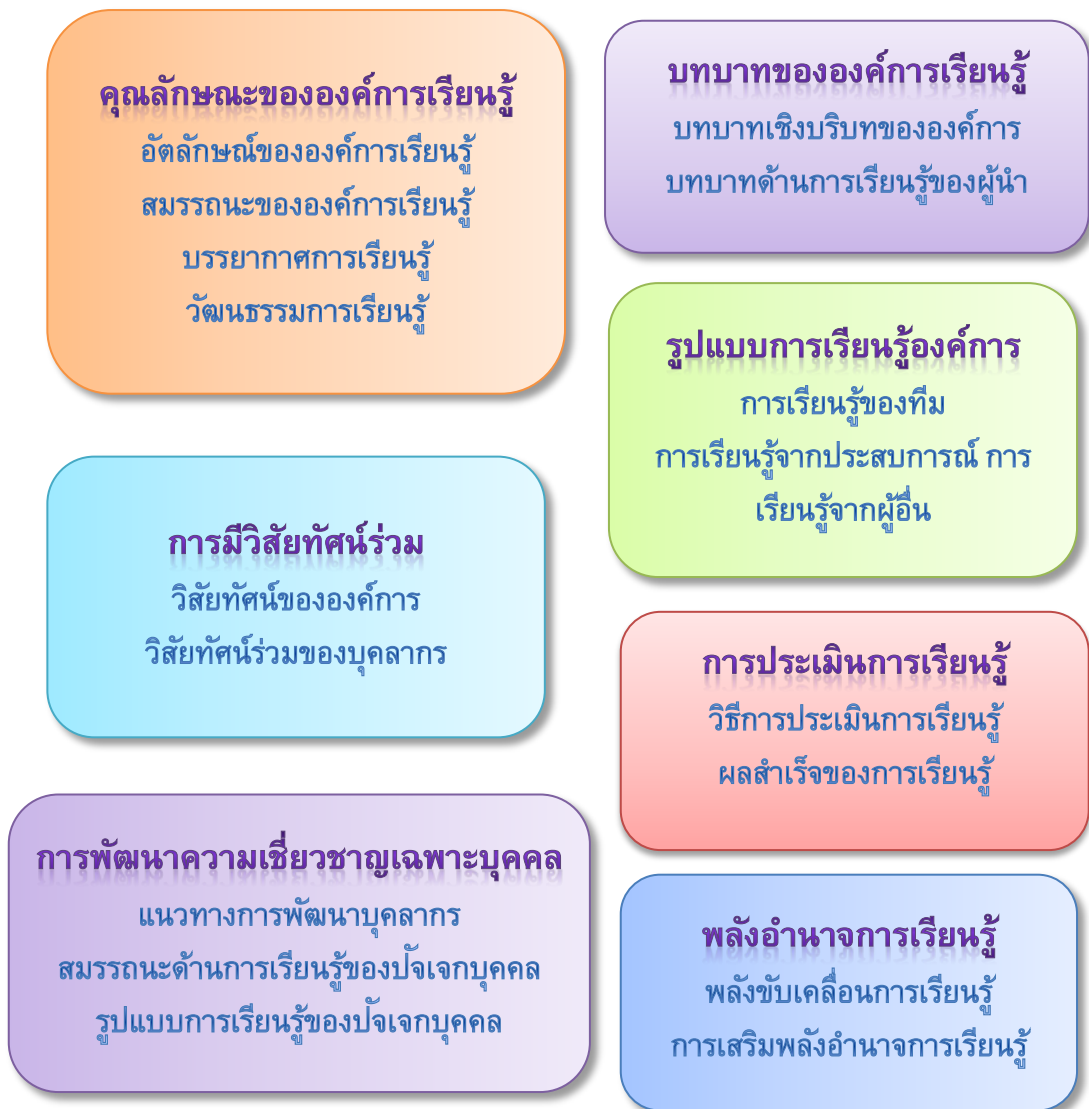 คุณลักษณะขององค์การเรียนรู้
อัตลักษณ์ขององค์การเรียนรู้
สมรรถนะขององค์การเรียนรู้
บรรยากาศการเรียนรู้
วัฒนธรรมการเรียนรู้
บทบาทขององค์การเรียนรู้
บทบาทเชิงบริบทขององค์การ
บทบาทด้านการเรียนรู้ของผู้นำ
รูปแบบการเรียนรู้องค์การ
การเรียนรู้ของทีม
การเรียนรู้จากประสบการณ์ การ
เรียนรู้จากผู้อื่น
การมีวิสัยทัศน์ร่วม
วิสัยทัศน์ขององค์การ
วิสัยทัศน์ร่วมของบุคลากร
การประเมินการเรียนรู้
วิธีการประเมินการเรียนรู้
ผลสำเร็จของการเรียนรู้
การพัฒนาความเชี่ยวชาญเฉพาะบุคคล
แนวทางการพัฒนาบุคลากร
สมรรถนะด้านการเรียนรู้ของปัจเจกบุคคล
รูปแบบการเรียนรู้ของปัจเจกบุคคล
พลังอำนาจการเรียนรู้
พลังขับเคลื่อนการเรียนรู้
การเสริมพลังอำนาจการเรียนรู้